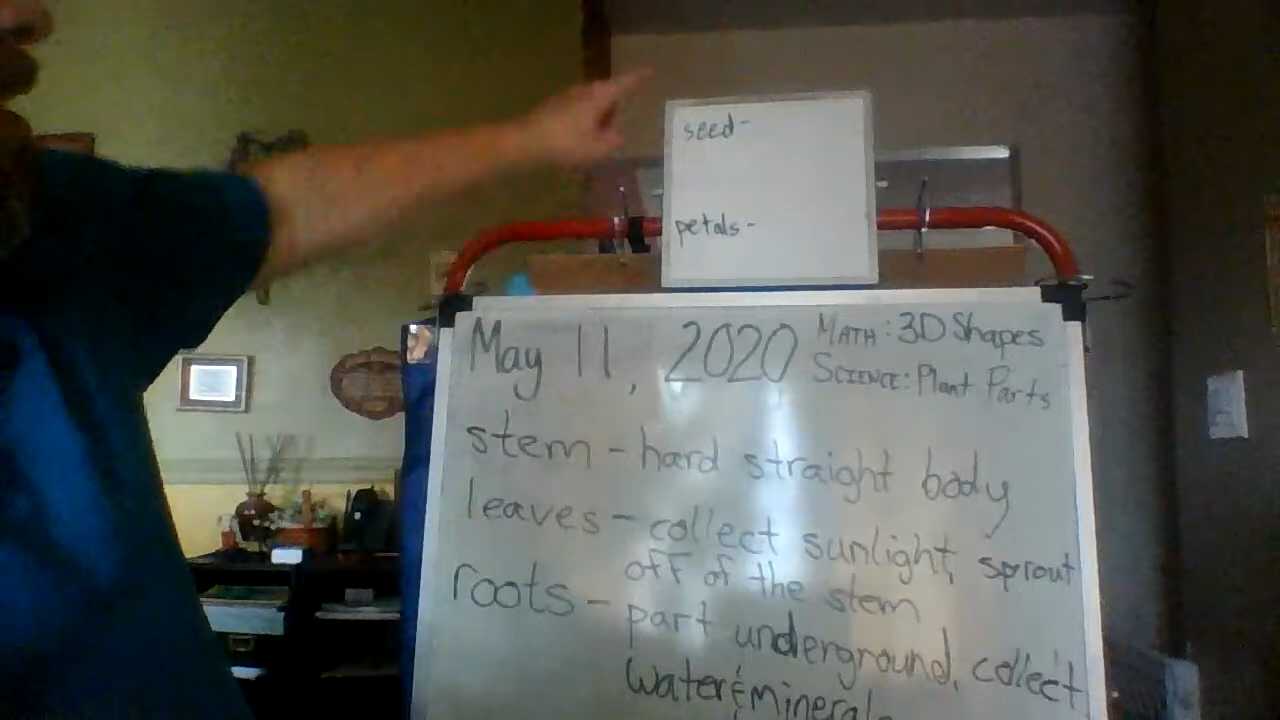 seed-
petals-
May 11, 2020
MATH: 3D Shapes
SCIENCE: Plant Parts
stem - hard straight body
leaves - collect sunlight, sprout
off of the stem
roots - part underground, collect
water & mineral